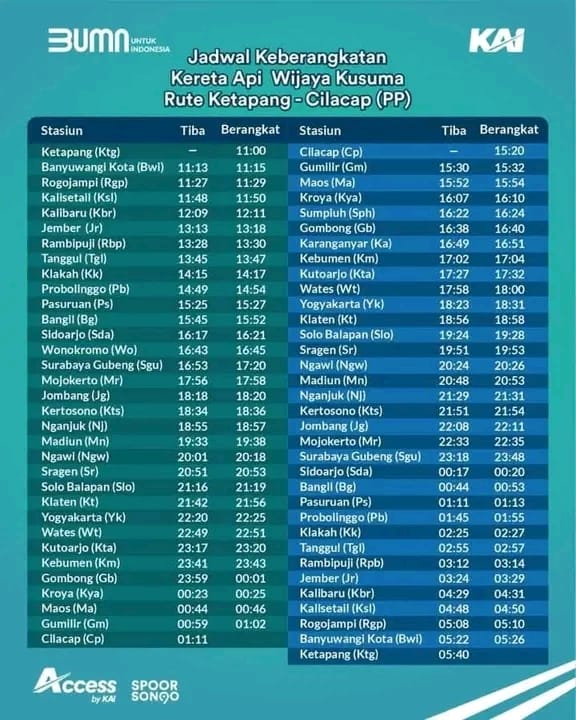 BUMN UNTUK INDONESIA
KAI
Jadwal Keberangkatan
Kereta Api Wijaya Kusuma
Rute Ketapang - Cilacap (PP)
Stasiun Tiba Berangkat
Ketapang (Ktg) — 11:00
Banyuwangi Kota (Bwi) 11:13 11:15
Rogojampi (Rgp) 11:27 11:29
Kalisetail (Ksl) 11:48 11:50
Kalibaru (Kbr) 12:09 12:11
Jember (Jr) 13:13 13:18
Rambipuji (Rbp) 13:28 13:30
Tanggul (Tgl) 13:45 13:47
Klakah (Kk) 14:15 14:17
Probolinggo (Pb) 14:49 14:54
Pasuruan (Ps) 15:25 15:27
Bangil (Bg) 15:45 15:52
Sidoarjo (Sda) 16:17 16:21
Wonokromo (Wo) 16:43 16:45
Surabaya Gubeng (Sgu) 16:53 17:20
Mojokerto (Mr) 17:56 17:58
Jombang (Jg) 18:18 18:20
Kertosono (Kts) 18:34 18:36
Nganjuk (Nj) 18:55 18:57
Madiun (Mn) 19:33 19:38
Ngawi (Ngw) 20:01 20:18
Sragen (Sr) 20:51 20:53
Solo Balapan (Slo) 21:16 21:19
Klaten (Kt) 21:42 21:56
Yogyakarta (Yk) 22:20 22:25
Wates (Wt) 22:49 22:51
Kutoarjo (Kta) 23:17 23:20
Kebumen (Km) 23:41 23:43
Gombong (Gb) 23:59 00:01
Kroya (Kya) 00:23 00:25
Maos (Ma) 00:44 00:46
Gumilir (Gm) 00:59 01:02
Cilacap (Cp) 01:11
Stasiun Tiba Berangkat
Cilacap (Cp) — 15:20
Gumilir (Gm) 15:30 15:32
Maos (Ma) 15:52 15:54
Kroya (Kya) 16:07 16:10
Sumpiuh (Sph) 16:22 16:24
Gombong (Gb) 16:38 16:40
Karanganyar (Ka) 16:49 16:51
Kebumen (Km) 17:02 17:04
Kutoarjo (Kta) 17:27 17:32
Wates (Wt) 17:58 18:00
Yogyakarta (Yk) 18:23 18:31
Klaten (Kt) 18:56 18:58
Solo Balapan (Slo) 19:24 19:28
Sragen (Sr) 19:51 19:53
Ngawi (Ngw) 20:24 20:26
Madiun (Mn) 20:48 20:53
Nganjuk (Nj) 21:29 21:31
Kertosono (Kts) 21:51 21:54
Jombang (Jg) 22:08 22:11
Mojokerto (Mr) 22:33 22:35
Surabaya Gubeng (Sgu) 23:18 23:48
Sidoarjo (Sda) 00:17 00:20
Bangil (Bg) 00:44 00:53
Pasuruan (Ps) 01:11 01:13
Probolinggo (Pb) 01:45 01:55
Klakah (Kk) 02:25 02:27
Tanggul (Tgl) 02:55 02:57
Rambipuji (Rpb) 03:12 03:14
Jember (Jr) 03:24 03:29
Kalibaru (Kbr) 04:29 04:31
Kalisetail (Ksl) 04:48 04:50
Rogojampi (Rgp) 05:08 05:10
Banyuwangi Kota (Bwi) 05:22 05:26
Ketapang (Ktg) 05:40
Access by KAI
SPOOR SONGO